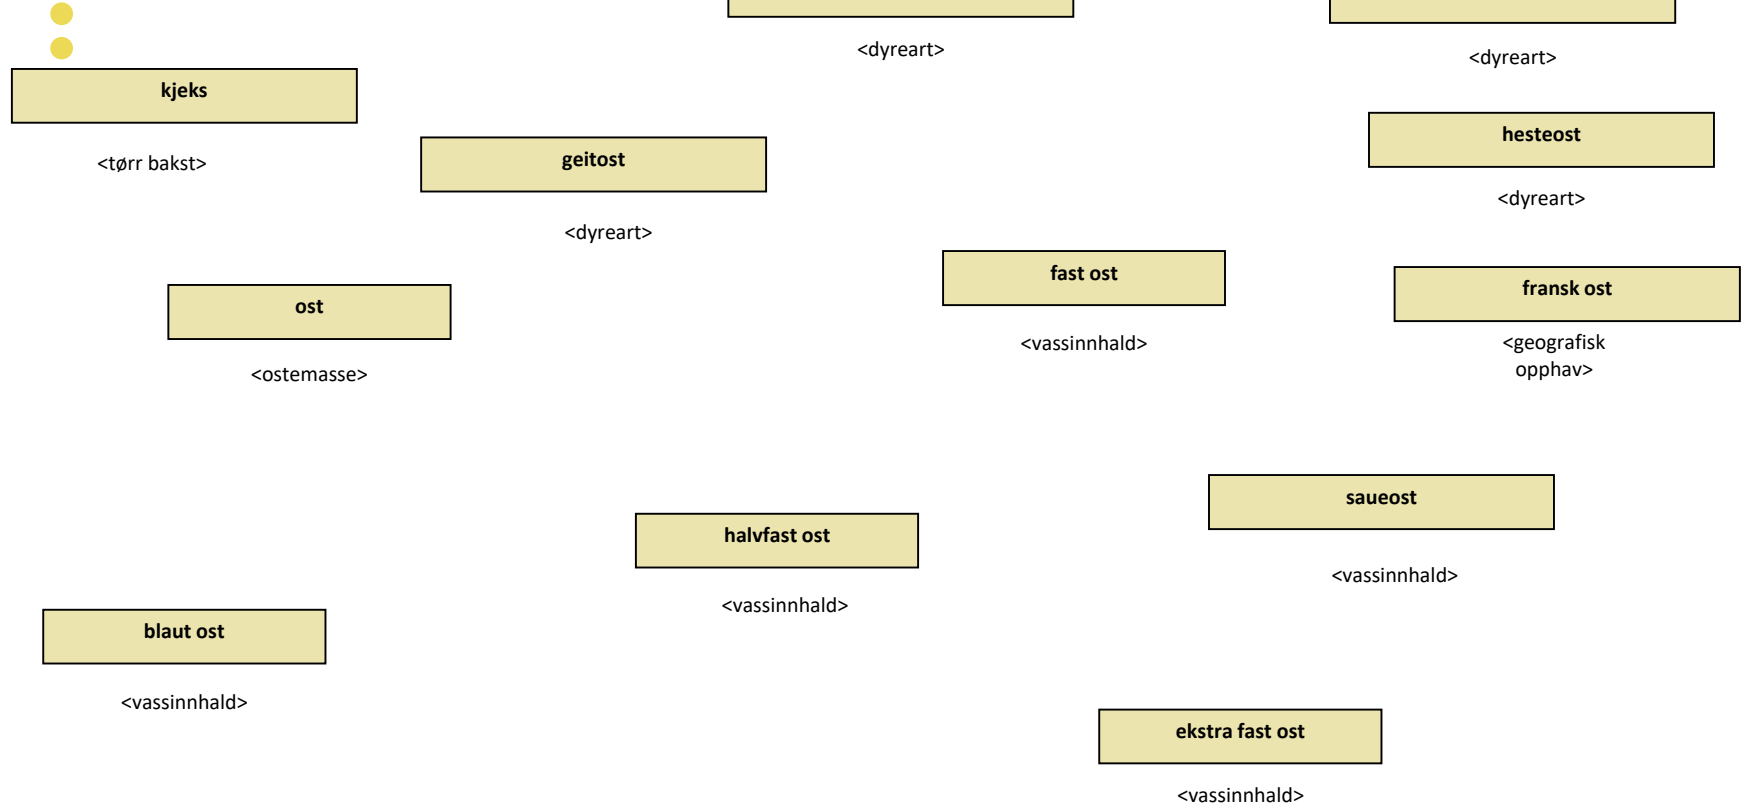 <dyreart>
<dyreart>
kjeks
<tørr bakst>
geitost
<dyreart>
hesteost
<dyreart>
ost
<ostemasse>
fast ost
<vassinnhald>
fransk ost
<geografisk
opphav>
halvfast ost
<vassinnhald>
saueost
<vassinnhald>
blaut ost
<vassinnhald>
ekstra fast ost
<vassinnhald>